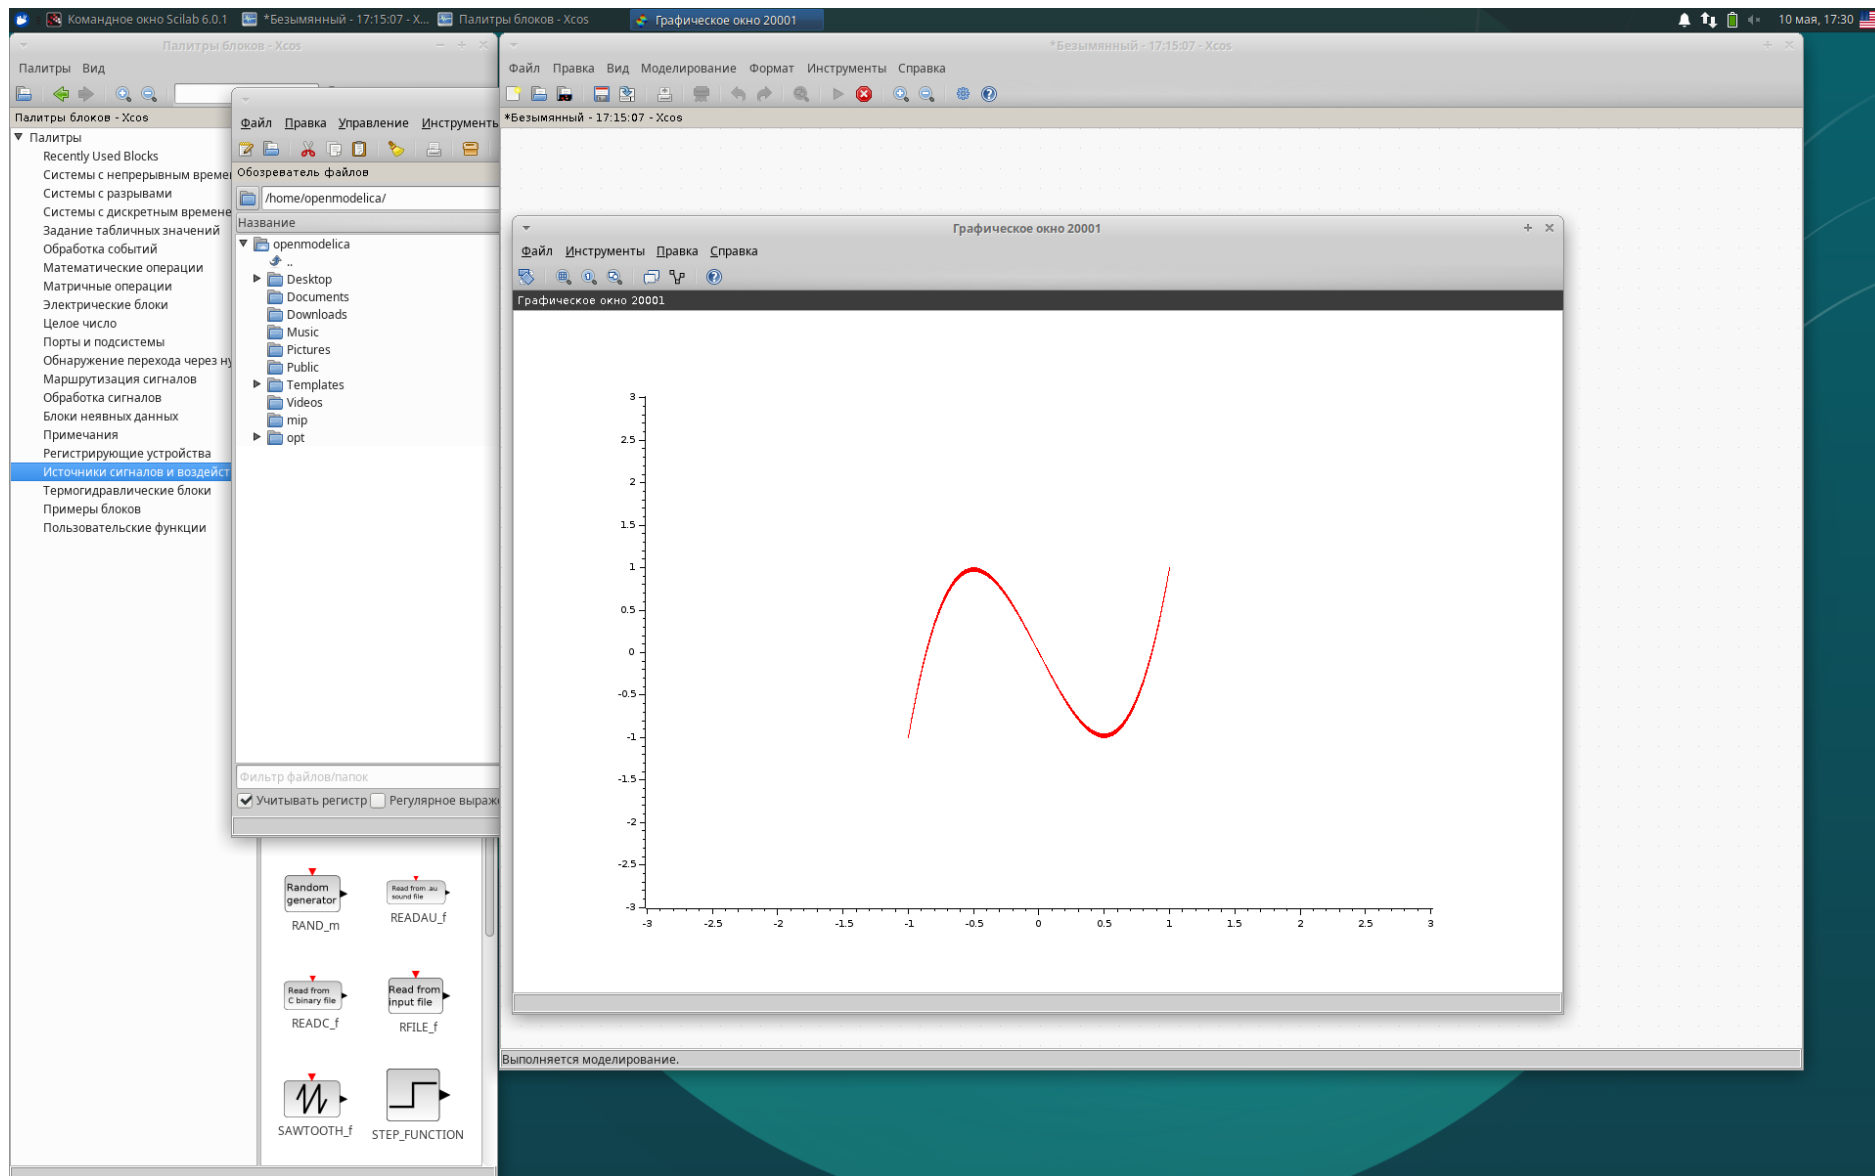 Командное окно Scilab 6.0.1
*Безымянный - 17:15:07 - X...
Палитры блоков - Xcos
Графическое окно 20001
10 мая, 17:30
Палитры блоков - Xcos
Палитры Вид
Палитры блоков - Xcos
Палитры
Recently Used Blocks
Системы с непрерывным време
Системы с разрывами
Системы с дискретным времене
Задание табличных значений
Обработка событий
Математические операции
Матричные операции
Электрические блоки
Целое число
Порты и подсистемы
Обнаружение перехода через ну
Маршрутизация сигналов
Обработка сигналов
Блоки неявных данных
Примечания
Регистрирующие устройства
Источники сигналов и воздейст
Термогидравлические блоки
Примеры блоков
Пользовательские функции
Файл Правка Управление Инструменть
Обозреватель файлов
/home/openmodelica/
Название
openmodelica
..
Desktop
Documents
Downloads
Music
Pictures
Public
Templates
Videos
mip
opt
Фильтр файлов/папок
Учитывать регистр Регулярное выраж
Random
generator
RAND_m
Read from .au
sound file
READAU_f
Read from
C binary file
READC_f
Read from
input file
RFILE_f
SAWTOOTH_f
STEP_FUNCTION
*Безымянный - 17:15:07 - Xcos
Файл Правка Вид Моделирование Формат Инструменты Справка
*Безымянный - 17:15:07 - Xcos
Графическое окно 20001
Файл Инструменты Правка Справка
Графическое окно 20001
3
2.5
2
1.5
1
0.5
0
-0.5
-1
-1.5
-2
-2.5
-3
-3 -2.5 -2 -1.5 -1 -0.5 0 0.5 1 1.5 2 2.5 3
Выполняется моделирование.